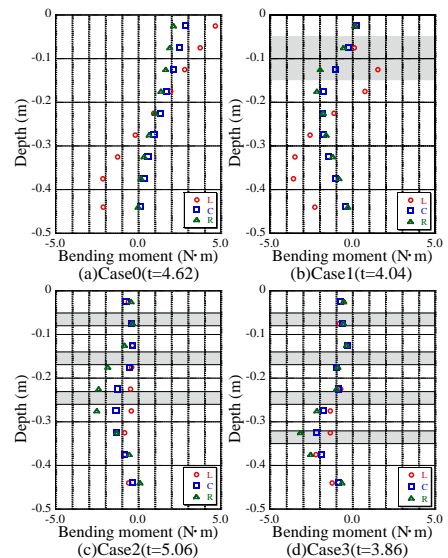 0
-0.1
-0.2
-0.3
-0.4
-0.5
Depth (m)
L
C
R
-5.0 0.0 5.0
Bending moment (N·m)
(a)Case0(t=4.62)
0
-0.1
-0.2
-0.3
-0.4
-0.5
Depth (m)
L
C
R
-5.0 0.0 5.0
Bending moment (N·m)
(b)Case1(t=4.04)
0
-0.1
-0.2
-0.3
-0.4
-0.5
Depth (m)
L
C
R
-5.0 0.0 5.0
Bending moment (N·m)
(c)Case2(t=5.06)
0
-0.1
-0.2
-0.3
-0.4
-0.5
Depth (m)
L
C
R
-5.0 0.0 5.0
Bending moment (N·m)
(d)Case3(t=3.86)